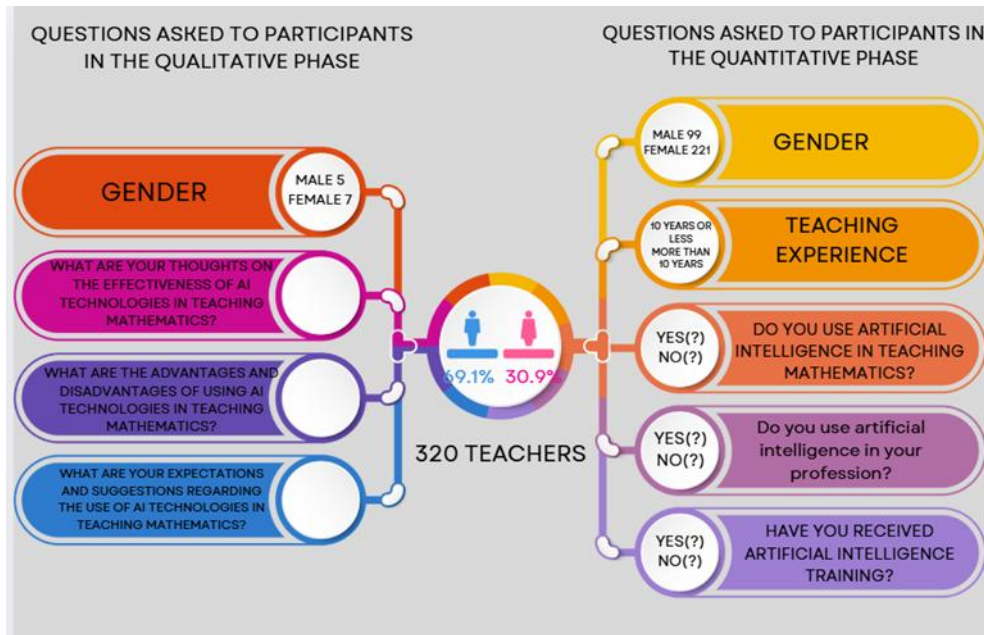 QUESTIONS ASKED TO PARTICIPANTS
IN THE QUALITATIVE PHASE
GENDER
MALE 5
FEMALE 7
WHAT ARE YOUR THOUGHTS ON
THE EFFECTIVENESS OF AI
TECHNOLOGIES IN TEACHING
MATHEMATICS?
WHAT ARE THE ADVANTAGES AND
DISADVANTAGES OF USING AI
TECHNOLOGIES IN TEACHING
MATHEMATICS?
WHAT ARE YOUR EXPECTATIONS
AND SUGGESTIONS REGARDING
THE USE OF AI TECHNOLOGIES IN
TEACHING MATHEMATICS?
69.1% 30.9%
320 TEACHERS
QUESTIONS ASKED TO PARTICIPANTS IN
THE QUANTITATIVE PHASE
MALE 99
FEMALE 221
GENDER
10 YEARS OR
LESS
MORE THAN
10 YEARS
TEACHING
EXPERIENCE
YES(?)
NO(?)
DO YOU USE ARTIFICIAL
INTELLIGENCE IN TEACHING
MATHEMATICS?
YES(?)
NO(?)
Do you use artificial
intelligence in your
profession?
YES(?)
NO(?)
HAVE YOU RECEIVED
ARTIFICIAL INTELLIGENCE
TRAINING?